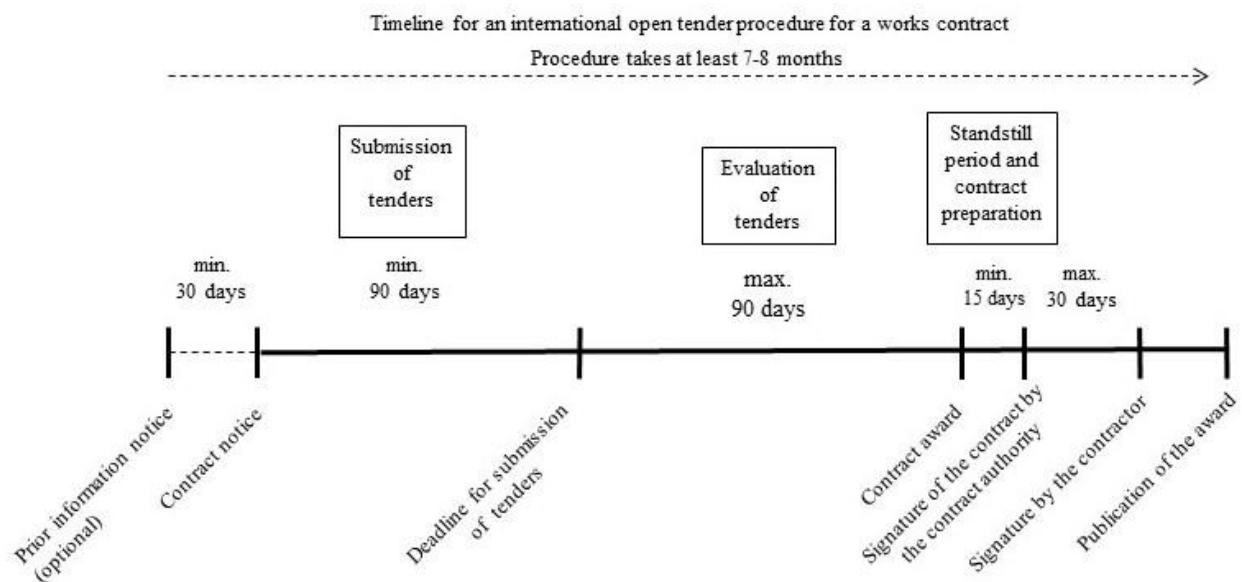 Timeline for an international open tender procedure for a works contract
Procedure takes at least 7-8 months
Submission
of
tenders
Evaluation
of
tenders
Standstill
period and
contract
preparation
min.
30 days
min.
90 days
max.
90 days
min.
15 days
max.
30 days
Prior information notice
(optional)
Contract notice
Deadline for submission
of tenders
Contract award
Signature of the contract by
the contract authority
Signature by the contractor
Publication of the award